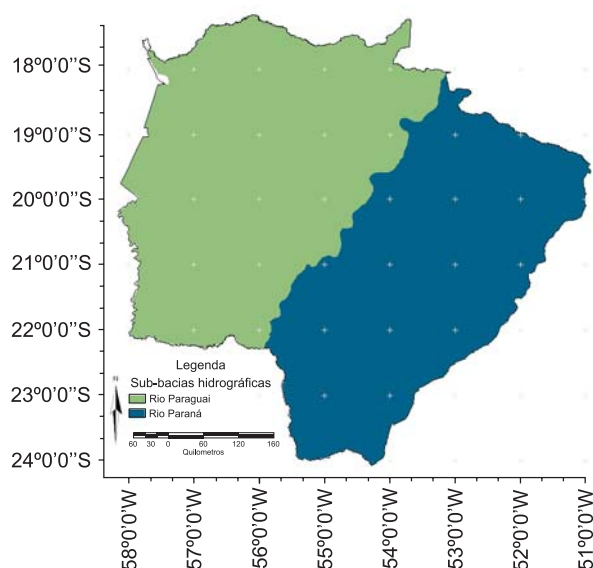 18º0'0''S
19º0'0''S
20º0'0''S
21º0'0''S
22º0'0''S
23º0'0''S
24º0'0''S
Legenda
Sub-bacias hidrográficas
Rio Paraguai
Rio Paraná
N
60 30 0 60 120 160
Quilometros
58º0'0''W
57º0'0''W
56º0'0''W
55º0'0''W
54º0'0''W
53º0'0''W
52º0'0''W
51º0'0''W